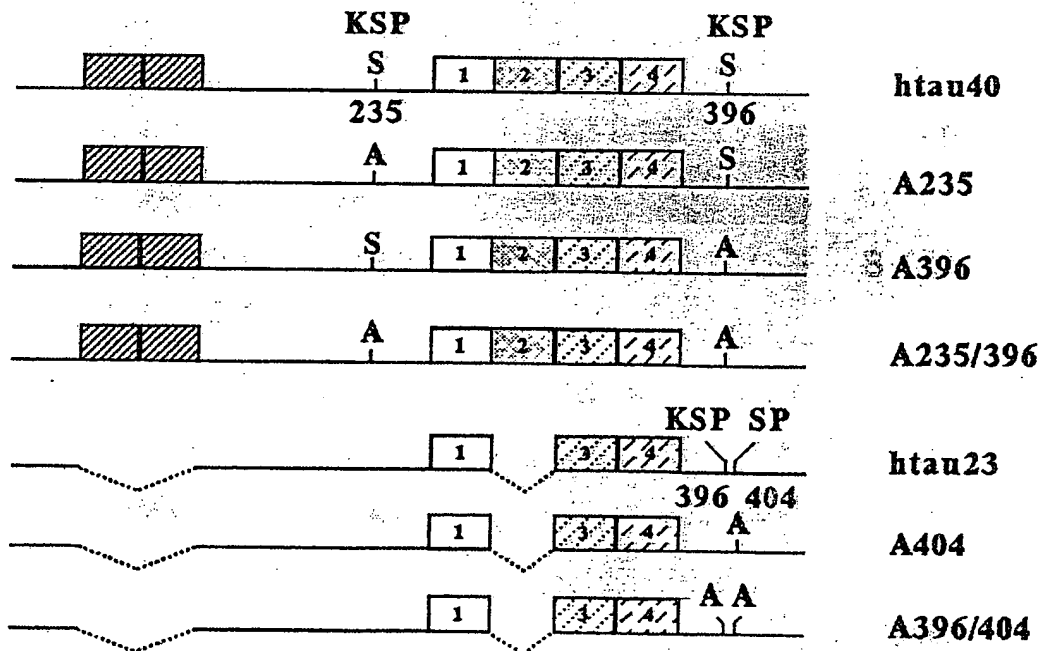 KSP KSP
S 1 2 3 4 S htau40
235 396
A 1 2 3 4 S A235
S 1 2 3 4 A A396
A 1 2 3 4 A A235/396
KSP SP
1 3 4 htau23
396 404
1 3 4 A A404
1 3 4 A A A396/404